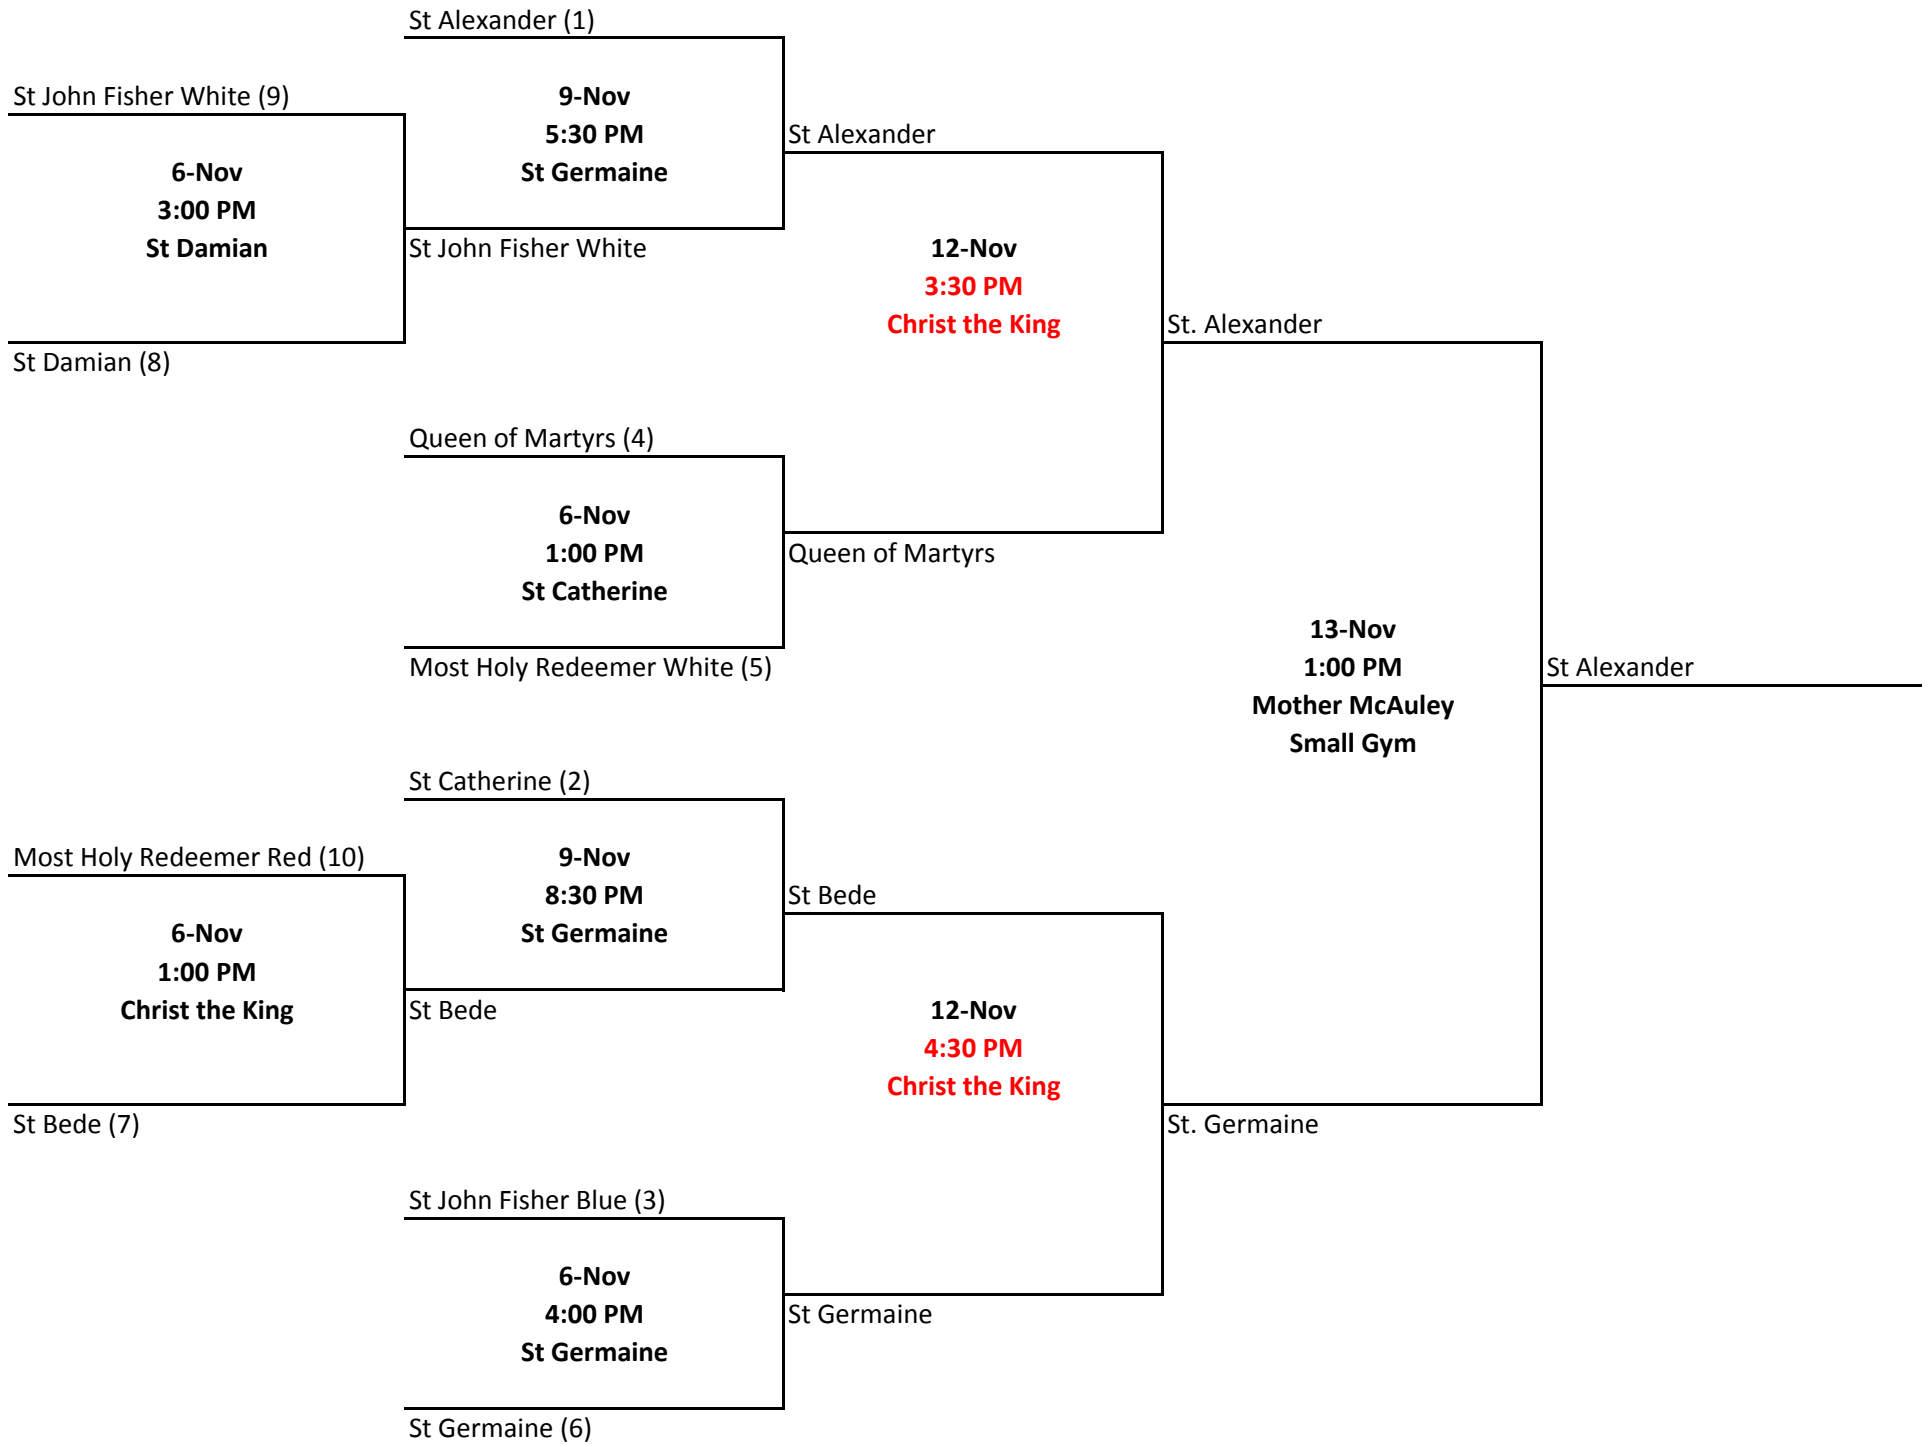 St Alexander (1)
St John Fisher White (9)
9-Nov
5:30 PM
St Germaine
St Alexander
6-Nov
3:00 PM
St Damian
St John Fisher White
12-Nov
3:30 PM
Christ the King
St. Alexander
St Damian (8)
Queen of Martyrs (4)
6-Nov
1:00 PM
St Catherine
Queen of Martyrs
Most Holy Redeemer White (5)
13-Nov
1:00 PM
Mother McAuley
Small Gym
St Alexander
St Catherine (2)
Most Holy Redeemer Red (10)
9-Nov
8:30 PM
St Germaine
St Bede
6-Nov
1:00 PM
Christ the King
St Bede
12-Nov
4:30 PM
Christ the King
St Bede (7)
St. Germaine
St John Fisher Blue (3)
6-Nov
4:00 PM
St Germaine
St Germaine
St Germaine (6)